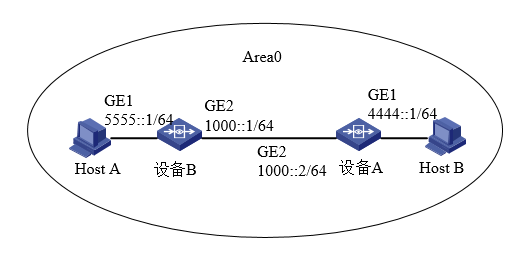 Area0
GE1
5555::1/64
GE2
1000::1/64
GE1
4444::1/64
GE2
1000::2/64
Host A
设备B
设备A
Host B